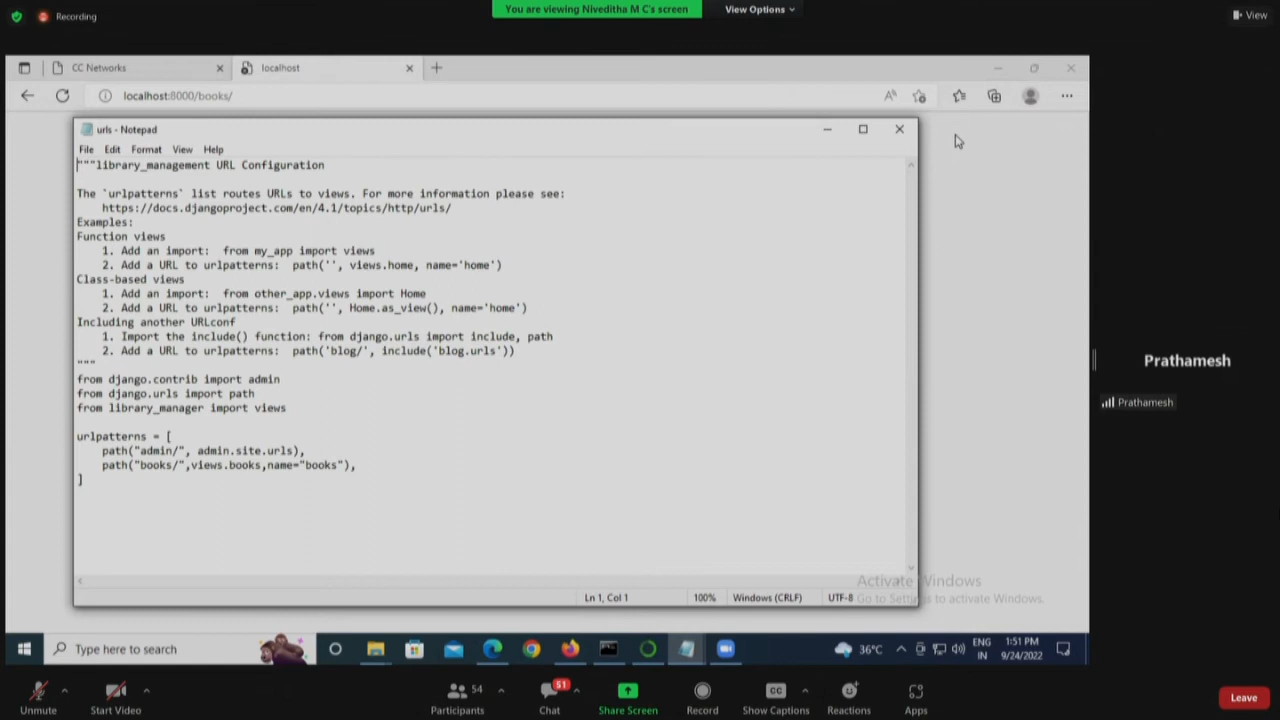 Recording
You are viewing Niveditha M C's screen
View Options
View
CC Networks
localhost
localhost:8000/books/
urls - Notepad
File Edit Format View Help
"""library_management URL Configuration
The `urlpatterns` list routes URLs to views. For more information please see:
https://docs.djangoproject.com/en/4.1/topics/http/urls/
Examples:
Function views
1. Add an import:  from my_app import views
2. Add a URL to urlpatterns:  path('', views.home, name='home')
Class-based views
1. Add an import:  from other_app.views import Home
2. Add a URL to urlpatterns:  path('', Home.as_view(), name='home')
Including another URLconf
1. Import the include() function: from django.urls import include, path
2. Add a URL to urlpatterns:  path('blog/', include('blog.urls'))
"""
from django.contrib import admin
from django.urls import path
from library_manager import views
urlpatterns = [
path("admin/", admin.site.urls),
path("books/",views.books,name="books"),
]
Prathamesh
Prathamesh
Activate Windows
Go to Settings to activate Windows.
Ln 1, Col 1
100%
Windows (CRLF)
UTF-8
Type here to search
36°C
ENG
IN
1:51 PM
9/24/2022
Unmute
Start Video
Participants
54
Chat
51
Share Screen
Record
CC
Show Captions
Reactions
Apps
Leave